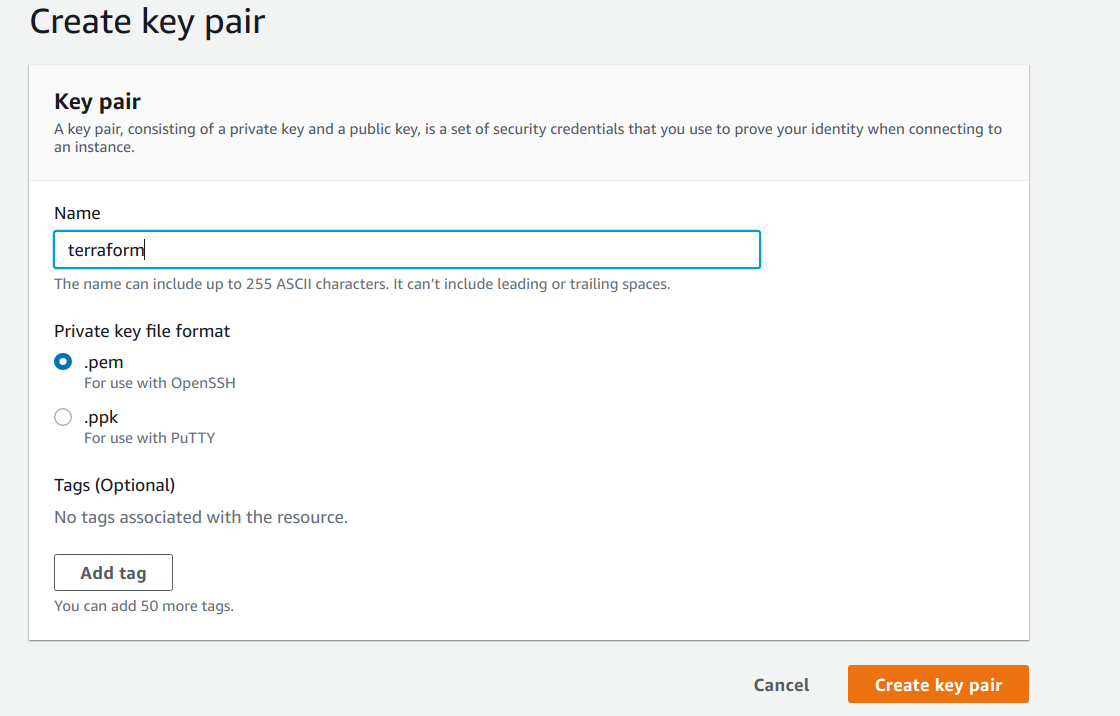 Create key pair
Key pair
A key pair, consisting of a private key and a public key, is a set of security credentials that you use to prove your identity when connecting to
an instance.
Name
terraform
The name can include up to 255 ASCII characters. It can’t include leading or trailing spaces.
Private key file format
.pem
For use with OpenSSH
.ppk
For use with PuTTY
Tags (Optional)
No tags associated with the resource.
Add tag
You can add 50 more tags.
Cancel
Create key pair